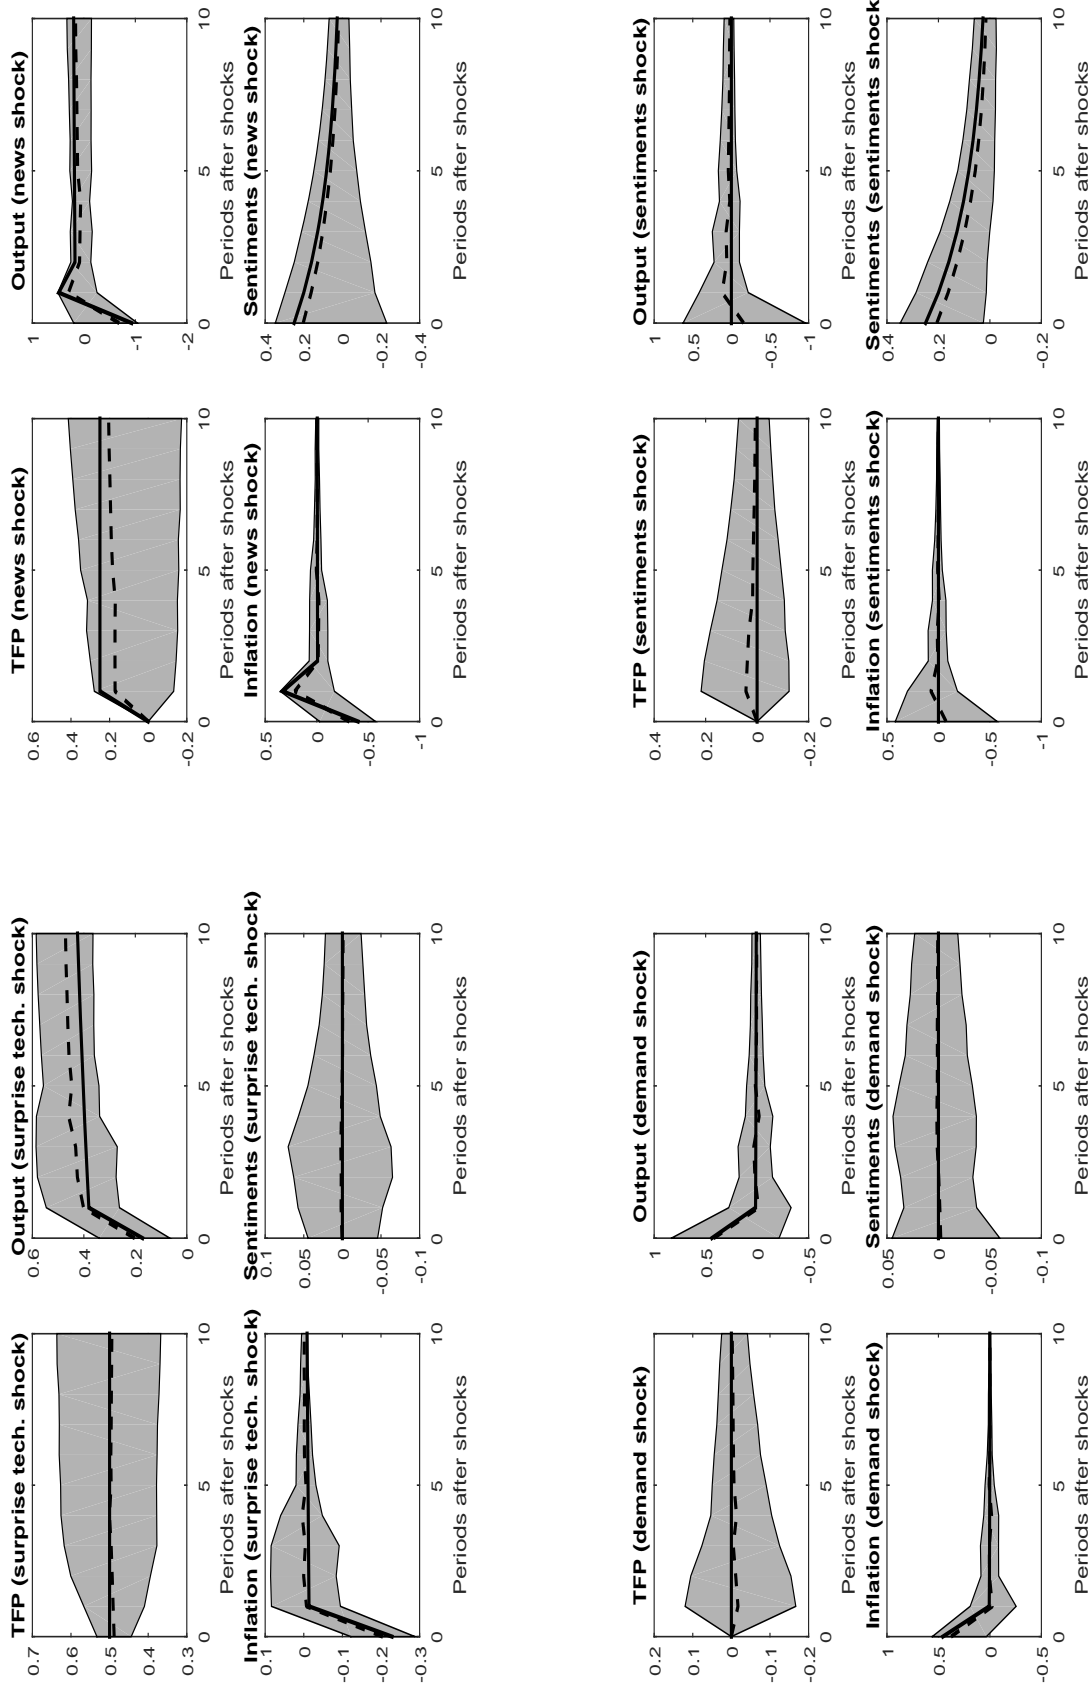 TFP (surprise tech. shock)
0.7
0.6
0.5
0.4
0.3
0 5 10
Periods after shocks
Output (surprise tech. shock)
0.6
0.4
0.2
0
0 5 10
Periods after shocks
Inflation (surprise tech. shock)
0.1
0
-0.1
-0.2
-0.3
0 5 10
Periods after shocks
Sentiments (surprise tech. shock)
0.1
0.05
0
-0.05
-0.1
0 5 10
Periods after shocks
TFP (news shock)
0.6
0.4
0.2
0
-0.2
0 5 10
Periods after shocks
Output (news shock)
1
0
-1
-2
0 5 10
Periods after shocks
Inflation (news shock)
0.5
0
-0.5
-1
0 5 10
Periods after shocks
Sentiments (news shock)
0.4
0.2
0
-0.2
-0.4
0 5 10
Periods after shocks
TFP (demand shock)
0.2
0.1
0
-0.1
-0.2
0 5 10
Periods after shocks
Output (demand shock)
1
0.5
0
-0.5
0 5 10
Periods after shocks
Inflation (demand shock)
1
0.5
0
-0.5
0 5 10
Periods after shocks
Sentiments (demand shock)
0.05
0
-0.05
-0.1
0 5 10
Periods after shocks
TFP (sentiments shock)
0.4
0.2
0
-0.2
0 5 10
Periods after shocks
Output (sentiments shock)
1
0.5
0
-0.5
-1
0 5 10
Periods after shocks
Inflation (sentiments shock)
0.5
0
-0.5
-1
0 5 10
Periods after shocks
Sentiments (sentiments shock
0.4
0.2
0
-0.2
0 5 10
Periods after shocks